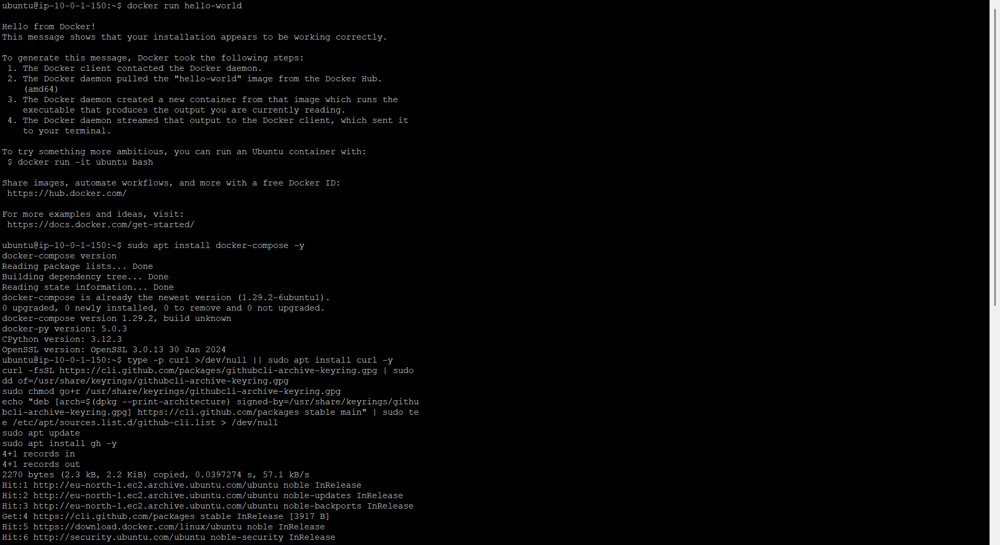 ubuntu@ip-10-0-1-150:~$ docker run hello-world
Hello from Docker!
This message shows that your installation appears to be working correctly.
To generate this message, Docker took the following steps:
1. The Docker client contacted the Docker daemon.
2. The Docker daemon pulled the "hello-world" image from the Docker Hub.
(amd64)
3. The Docker daemon created a new container from that image which runs the
executable that produces the output you are currently reading.
4. The Docker daemon streamed that output to the Docker client, which sent it
to your terminal.
To try something more ambitious, you can run an Ubuntu container with:
$ docker run -it ubuntu bash
Share images, automate workflows, and more with a free Docker ID:
https://hub.docker.com/
For more examples and ideas, visit:
https://docs.docker.com/get-started/
ubuntu@ip-10-0-1-150:~$ sudo apt install docker-compose -y
docker-compose version
Reading package lists... Done
Building dependency tree... Done
Reading state information... Done
docker-compose is already the newest version (1.29.2-6ubuntu1).
0 upgraded, 0 newly installed, 0 to remove and 0 not upgraded.
docker-compose version 1.29.2, build unknown
docker-py version: 5.0.3
CPython version: 3.12.3
OpenSSL version: OpenSSL 3.0.13 30 Jan 2024
ubuntu@ip-10-0-1-150:~$ type -p curl >/dev/null || sudo apt install curl -y
curl -fsSL https://cli.github.com/packages/githubcli-archive-keyring.gpg | sudo
dd of=/usr/share/keyrings/githubcli-archive-keyring.gpg
sudo chmod go+r /usr/share/keyrings/githubcli-archive-keyring.gpg
echo "deb [arch=$(dpkg --print-architecture) signed-by=/usr/share/keyrings/githu
bcli-archive-keyring.gpg] https://cli.github.com/packages stable main" | sudo te
e /etc/apt/sources.list.d/github-cli.list > /dev/null
sudo apt update
sudo apt install gh -y
4+1 records in
4+1 records out
2270 bytes (2.3 kB, 2.2 KiB) copied, 0.0397274 s, 57.1 kB/s
Hit:1 http://eu-north-1.ec2.archive.ubuntu.com/ubuntu noble InRelease
Hit:2 http://eu-north-1.ec2.archive.ubuntu.com/ubuntu noble-updates InRelease
Hit:3 http://eu-north-1.ec2.archive.ubuntu.com/ubuntu noble-backports InRelease
Get:4 https://cli.github.com/packages stable InRelease [3917 B]
Hit:5 https://download.docker.com/linux/ubuntu noble InRelease
Hit:6 http://security.ubuntu.com/ubuntu noble-security InRelease